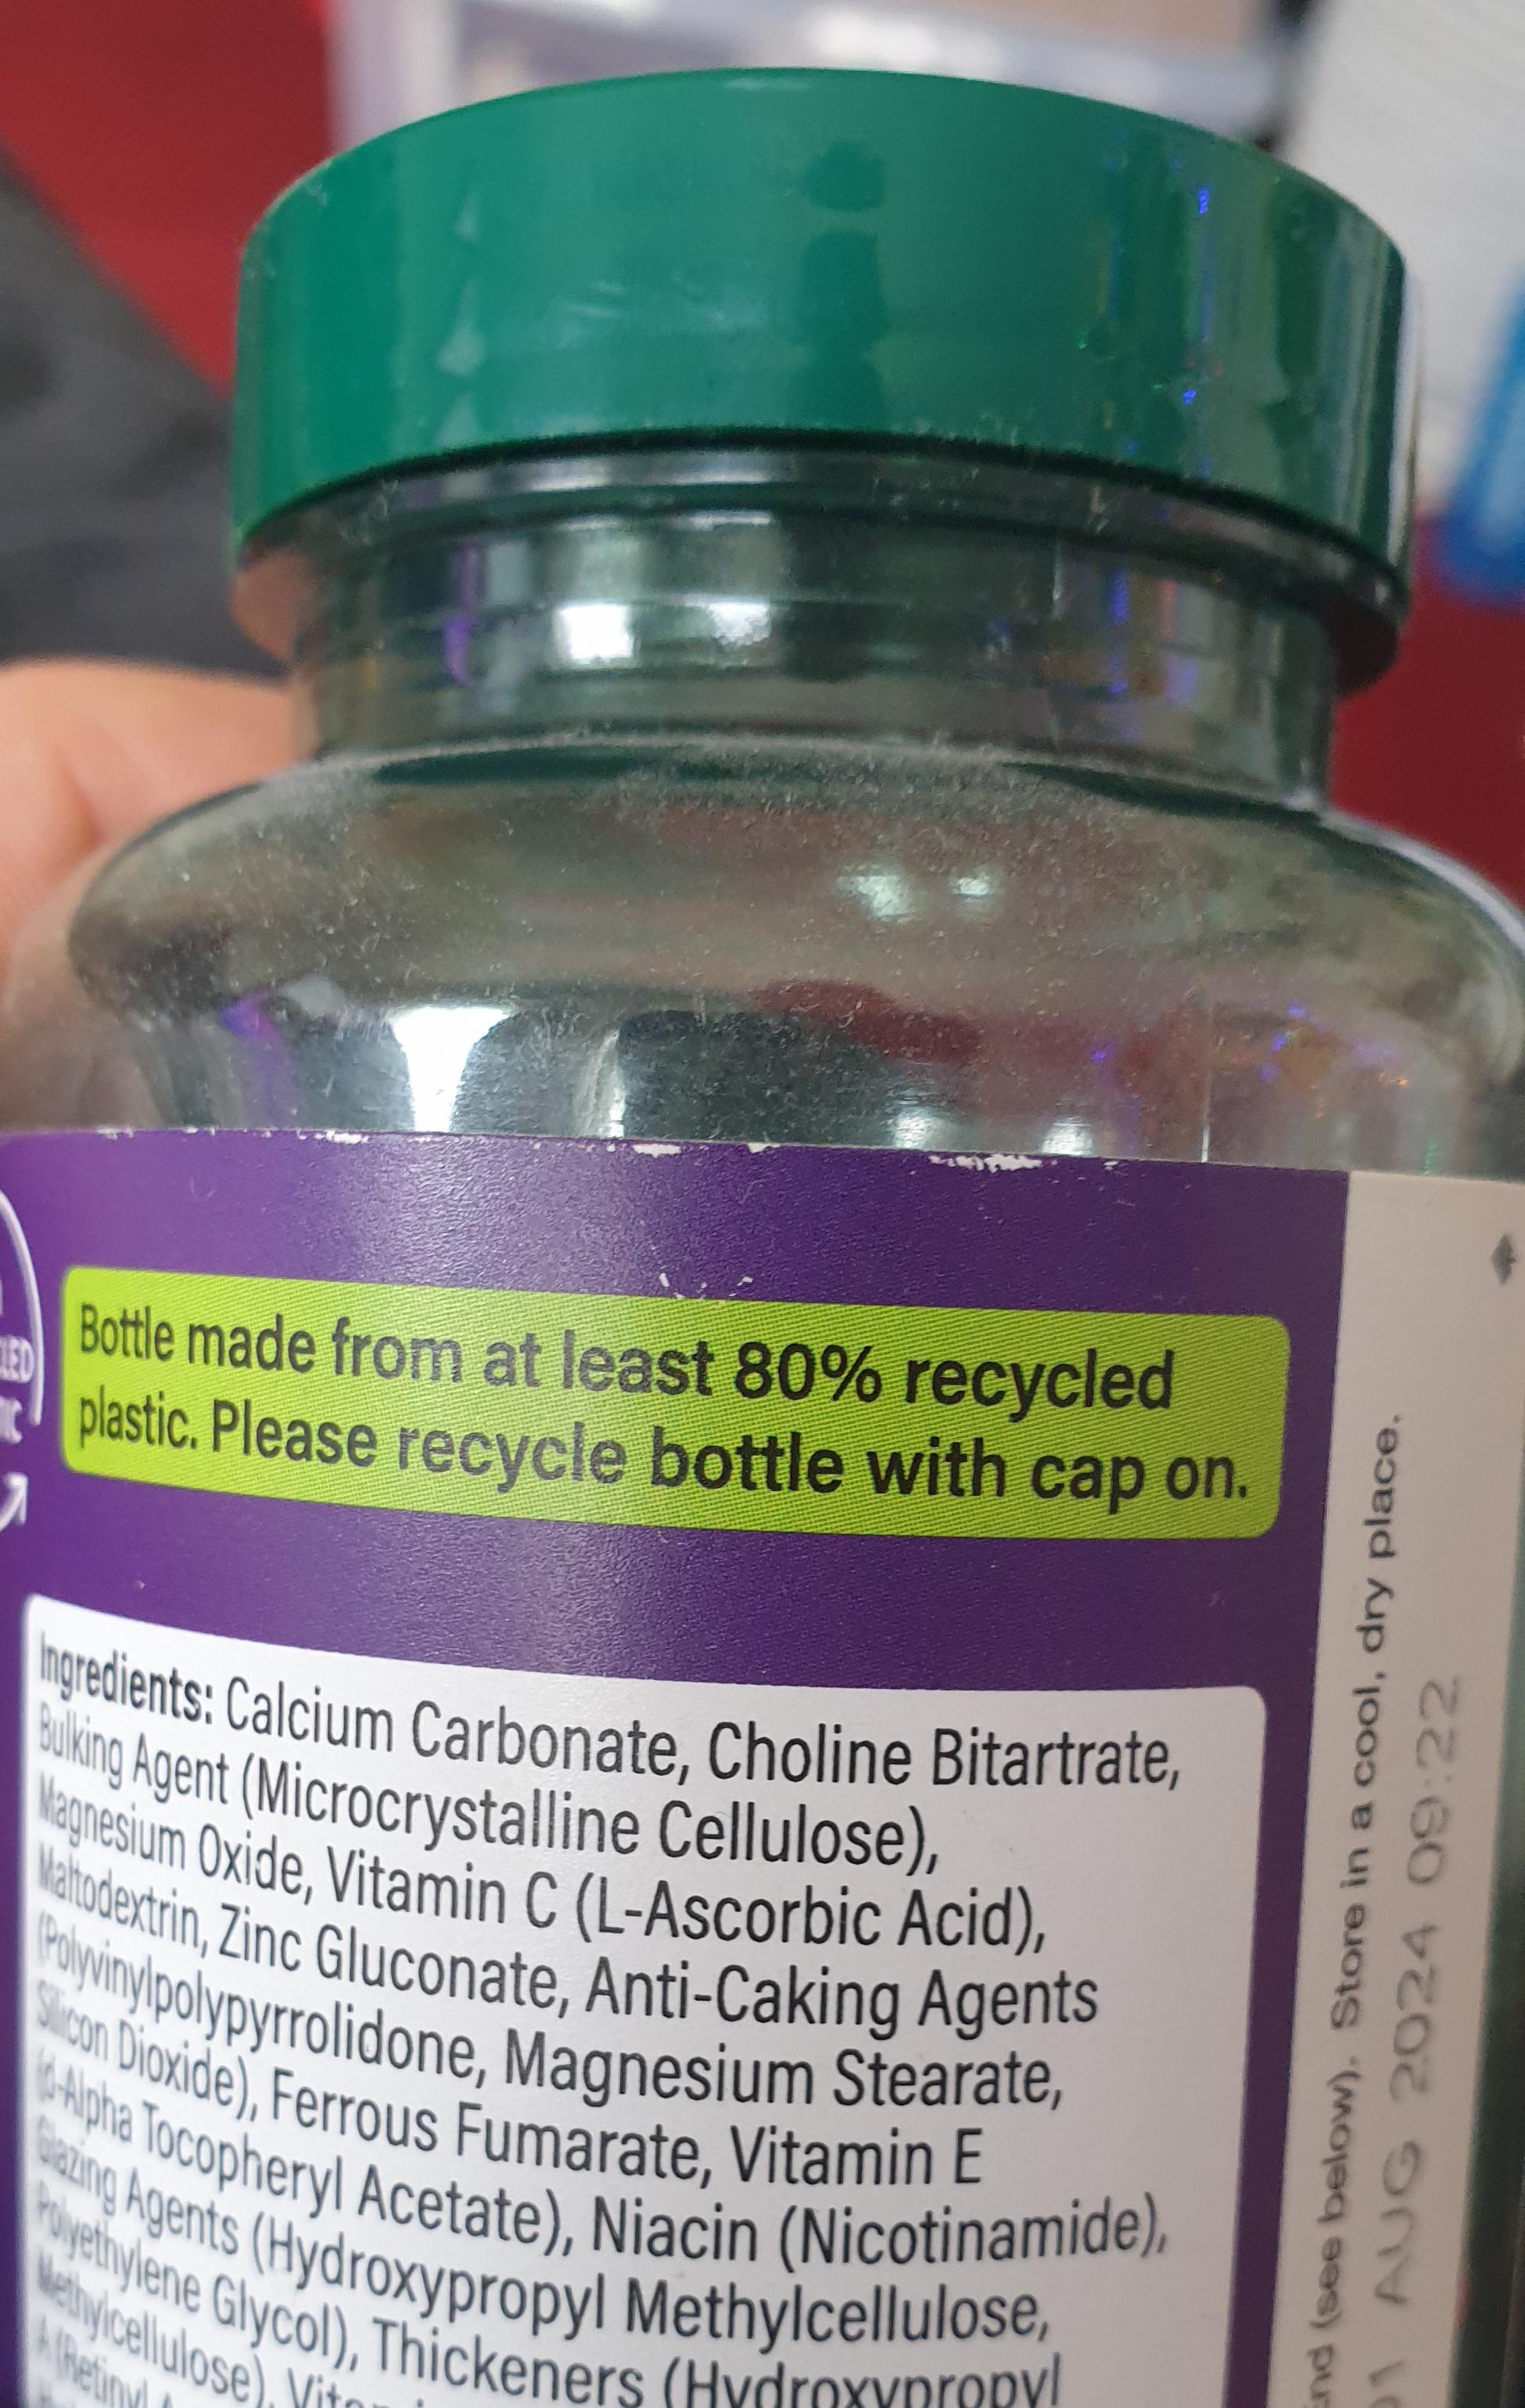 Bottle made from at least 80% recycled
plastic. Please recycle bottle with cap on.
Ingredients: Calcium Carbonate, Choline Bitartrate,
Bulking Agent (Microcrystalline Cellulose),
Magnesium Oxide, Vitamin C (L-Ascorbic Acid),
Maltodextrin, Zinc Gluconate, Anti-Caking Agents
(Polyvinylpolypyrrolidone, Magnesium Stearate,
Silicon Dioxide), Ferrous Fumarate, Vitamin E
(d-Alpha Tocopheryl Acetate), Niacin (Nicotinamide),
Glazing Agents (Hydroxypropyl Methylcellulose,
Polyethylene Glycol), Thickeners (Hydroxypropyl
Methylcellulose),
A (Retinyl
(see below). Store in a cool, dry place.
AUG 2024 09:22